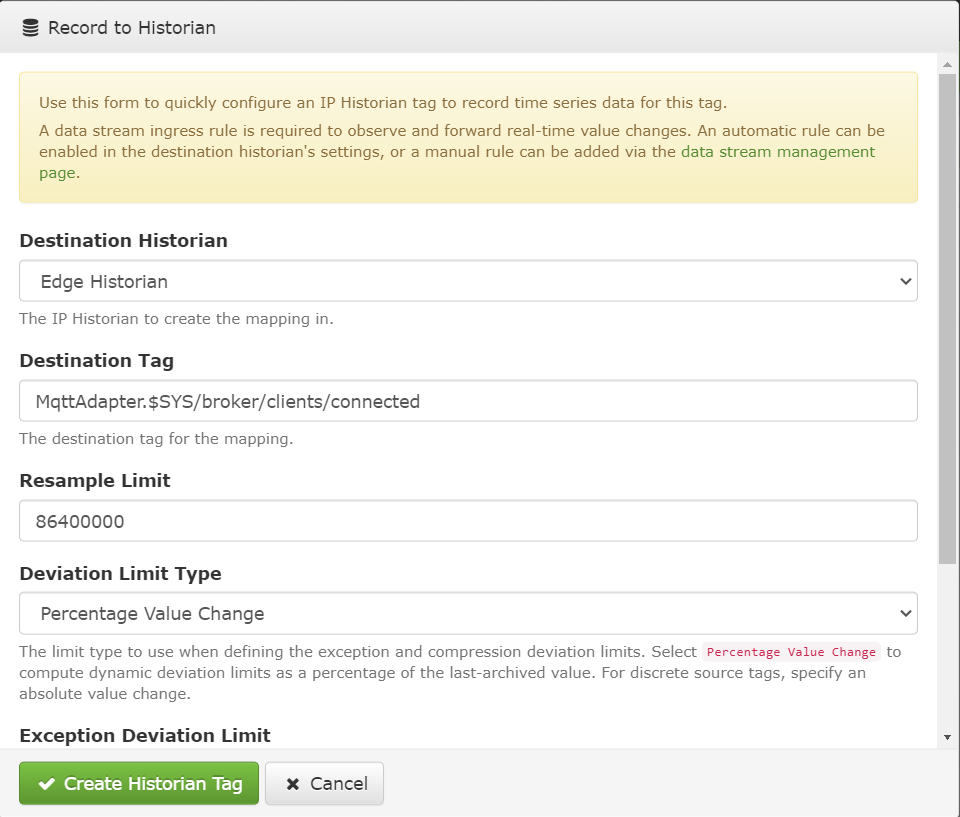 Record to Historian
Use this form to quickly configure an IP Historian tag to record time series data for this tag.
A data stream ingress rule is required to observe and forward real-time value changes. An automatic rule can be
enabled in the destination historian's settings, or a manual rule can be added via the data stream management
page.
Destination Historian
Edge Historian
The IP Historian to create the mapping in.
Destination Tag
MqttAdapter.$SYS/broker/clients/connected
The destination tag for the mapping.
Resample Limit
86400000
Deviation Limit Type
Percentage Value Change
The limit type to use when defining the exception and compression deviation limits. Select Percentage Value Change to
compute dynamic deviation limits as a percentage of the last-archived value. For discrete source tags, specify an
absolute value change.
Exception Deviation Limit
Create Historian Tag
Cancel